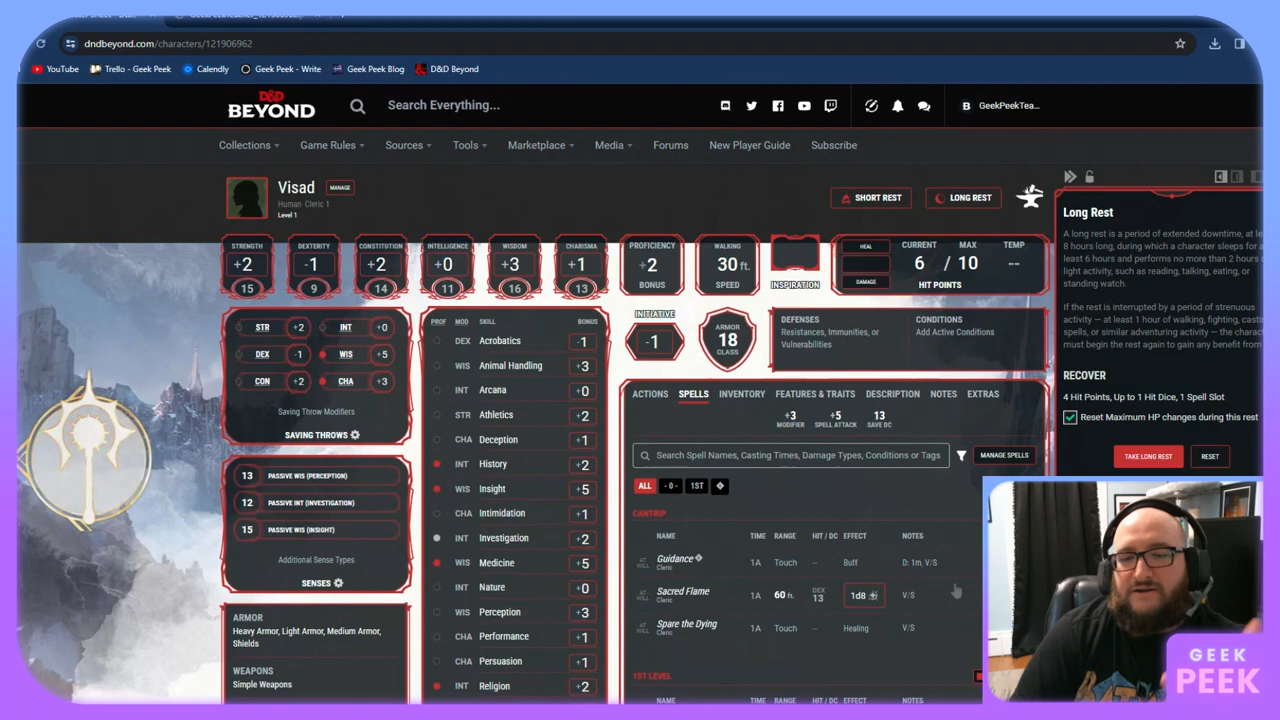 dndbeyond.com/characters/121906962
YouTube
Trello - Geek Peek
Calendly
Geek Peek - Write
Geek Peek Blog
D&D Beyond
D&D
BEYOND
Search Everything...
B
GeekPeekTea...
Collections
Game Rules
Sources
Tools
Marketplace
Media
Forums
New Player Guide
Subscribe
Visad
MANAGE
Human Cleric 1
Level 1
SHORT REST
LONG REST
STRENGTH
+2
15
DEXTERITY
-1
9
CONSTITUTION
+2
14
INTELLIGENCE
+0
11
WISDOM
+3
16
CHARISMA
+1
13
PROFICIENCY
+2
BONUS
WALKING
30 ft.
SPEED
INSPIRATION
HEAL
DAMAGE
CURRENT
6
/
MAX
10
TEMP
--
HIT POINTS
STR +2
INT +0
DEX -1
WIS +5
CON +2
CHA +3
Saving Throw Modifiers
SAVING THROWS
13 PASSIVE WIS (PERCEPTION)
12 PASSIVE INT (INVESTIGATION)
15 PASSIVE WIS (INSIGHT)
Additional Sense Types
SENSES
ARMOR
Heavy Armor, Light Armor, Medium Armor,
Shields
WEAPONS
Simple Weapons
PROF MOD SKILL BONUS
DEX Acrobatics -1
WIS Animal Handling +3
INT Arcana +0
STR Athletics +2
CHA Deception +1
INT History +2
WIS Insight +5
CHA Intimidation +1
INT Investigation +2
WIS Medicine +5
INT Nature +0
WIS Perception +3
CHA Performance +1
CHA Persuasion +1
INT Religion +2
INITIATIVE
-1
ARMOR
18
CLASS
DEFENSES
Resistances, Immunities, or
Vulnerabilities
CONDITIONS
Add Active Conditions
ACTIONS SPELLS INVENTORY FEATURES & TRAITS DESCRIPTION NOTES EXTRAS
+3
MODIFIER
+5
SPELL ATTACK
13
SAVE DC
Search Spell Names, Casting Times, Damage Types, Conditions or Tags
MANAGE SPELLS
ALL - 0 - 1ST
CANTRIP
NAME TIME RANGE HIT / DC EFFECT NOTES
AT WILL Guidance 1A Touch -- Buff D: 1m, V/S
Cleric
AT WILL Sacred Flame 1A 60 ft. DEX 13 1d8 V/S
Cleric
AT WILL Spare the Dying 1A Touch -- Healing V/S
Cleric
1ST LEVEL
NAME TIME RANGE HIT / DC EFFECT NOTES
Long Rest
A long rest is a period of extended downtime, at le
8 hours long, during which a character sleeps for a
least 6 hours and performs no more than 2 hours
light activity, such as reading, talking, eating, or
standing watch.
If the rest is interrupted by a period of strenuous
activity — at least 1 hour of walking, fighting, casti
spells, or similar adventuring activity — the charac
must begin the rest again to gain any benefit from
RECOVER
4 Hit Points, Up to 1 Hit Dice, 1 Spell Slot
Reset Maximum HP changes during this rest
TAKE LONG REST
RESET
GEEK
PEEK